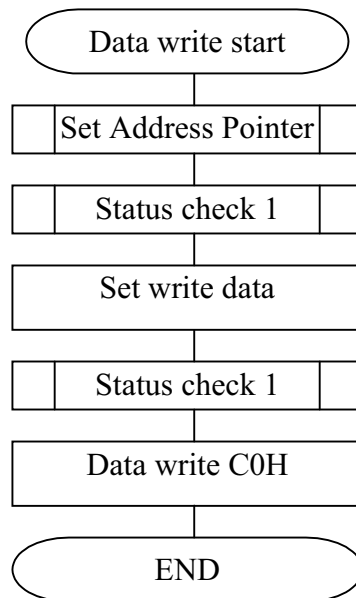 Data write start
Set Address Pointer
Status check 1
Set write data
Status check 1
Data write C0H
END